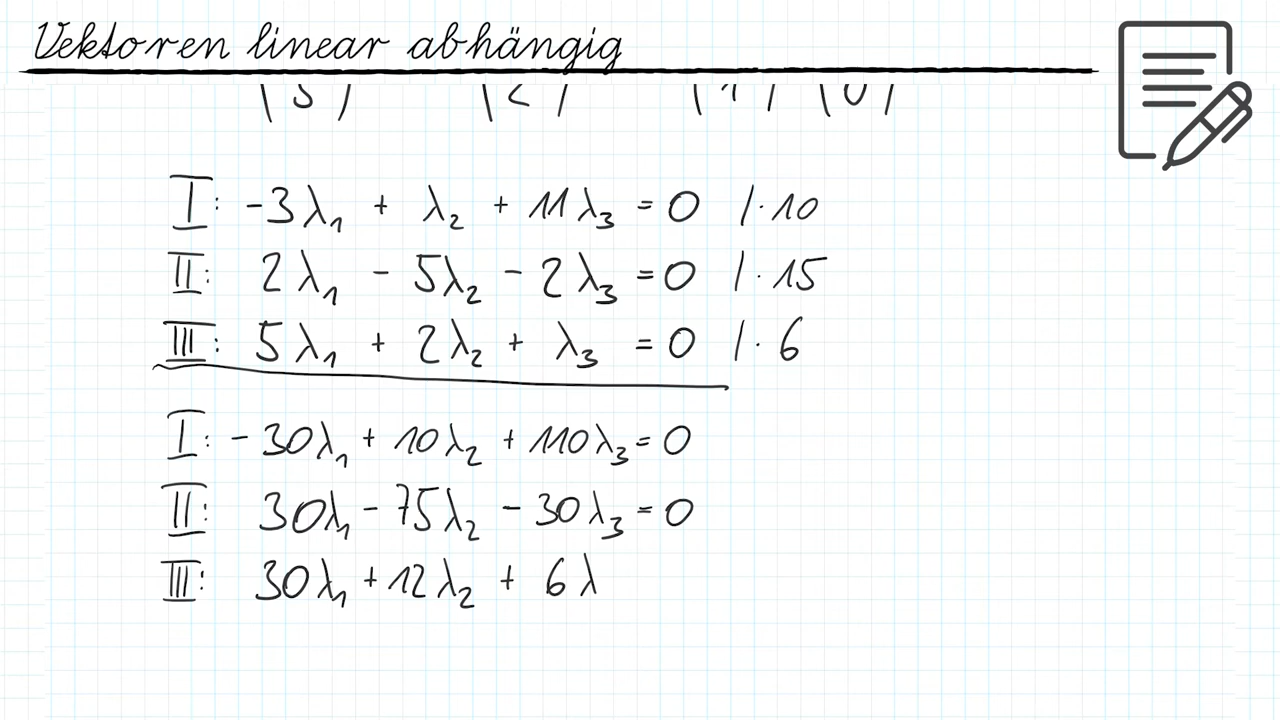 Vektoren linear abhängig
I: -3λ₁ + λ₂ + 11λ₃ = 0 |·10
II: 2λ₁ - 5λ₂ - 2λ₃ = 0 |·15
III: 5λ₁ + 2λ₂ + λ₃ = 0 |·6
I: -30λ₁ + 10λ₂ + 110λ₃ = 0
II: 30λ₁ - 75λ₂ - 30λ₃ = 0
III: 30λ₁ + 12λ₂ + 6λ